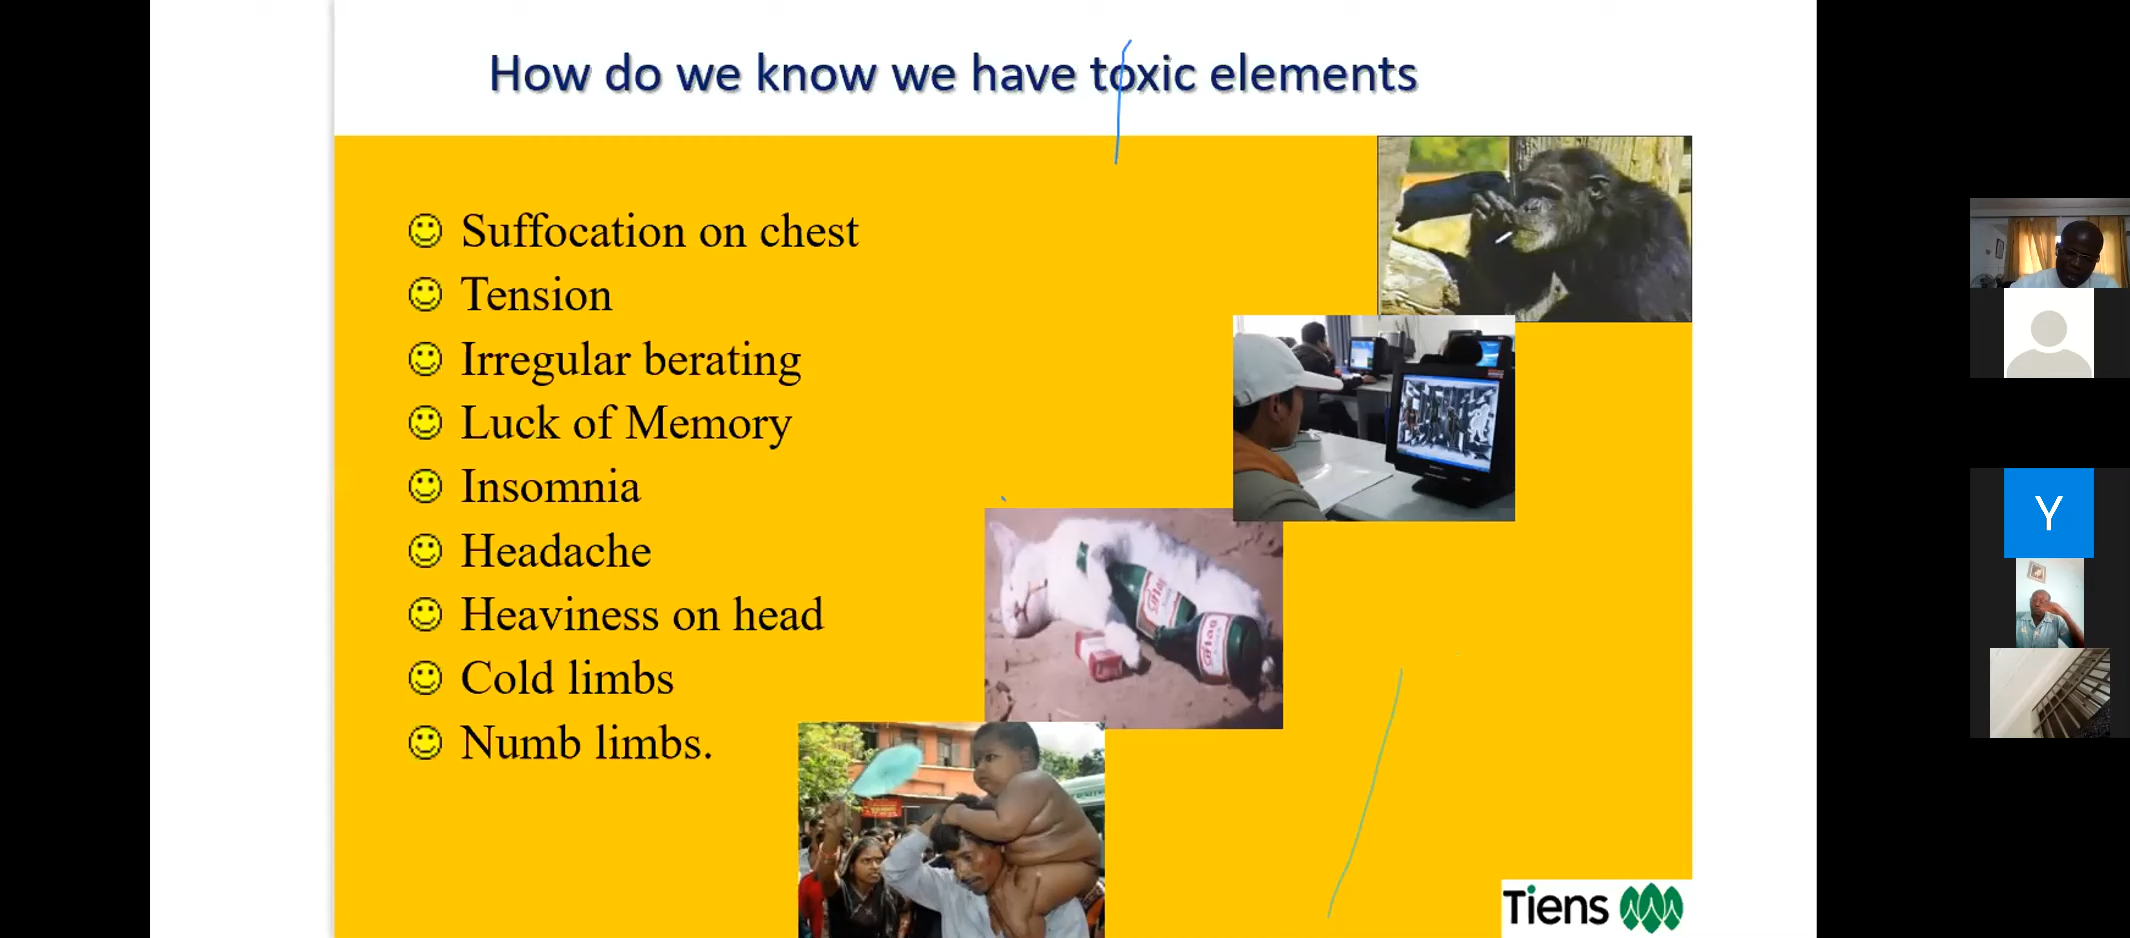 How do we know we have toxic elements
Suffocation on chest
Tension
Irregular berating
Luck of Memory
Insomnia
Headache
Heaviness on head
Cold limbs
Numb limbs.
Tiens
Y